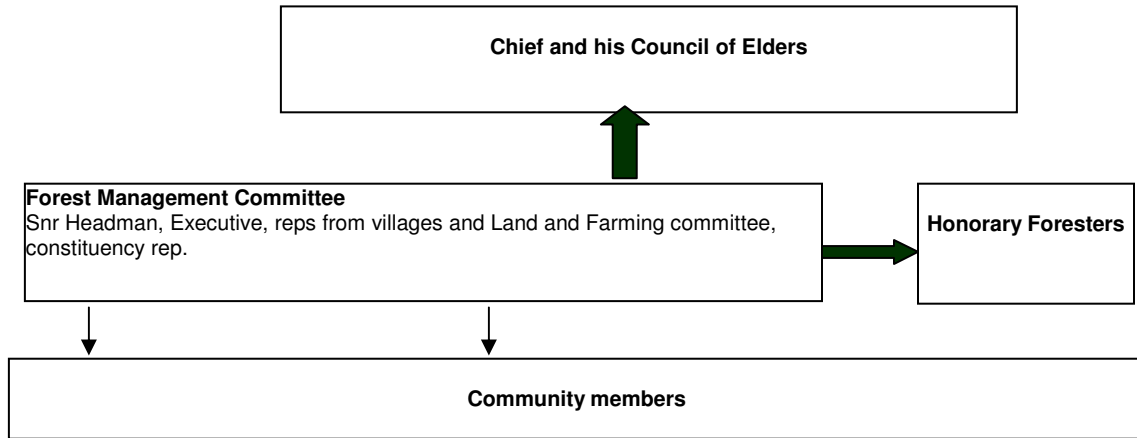 Chief and his Council of Elders
Forest Management Committee
Snr Headman, Executive, reps from villages and Land and Farming committee,
constituency rep.
Honorary Foresters
Community members